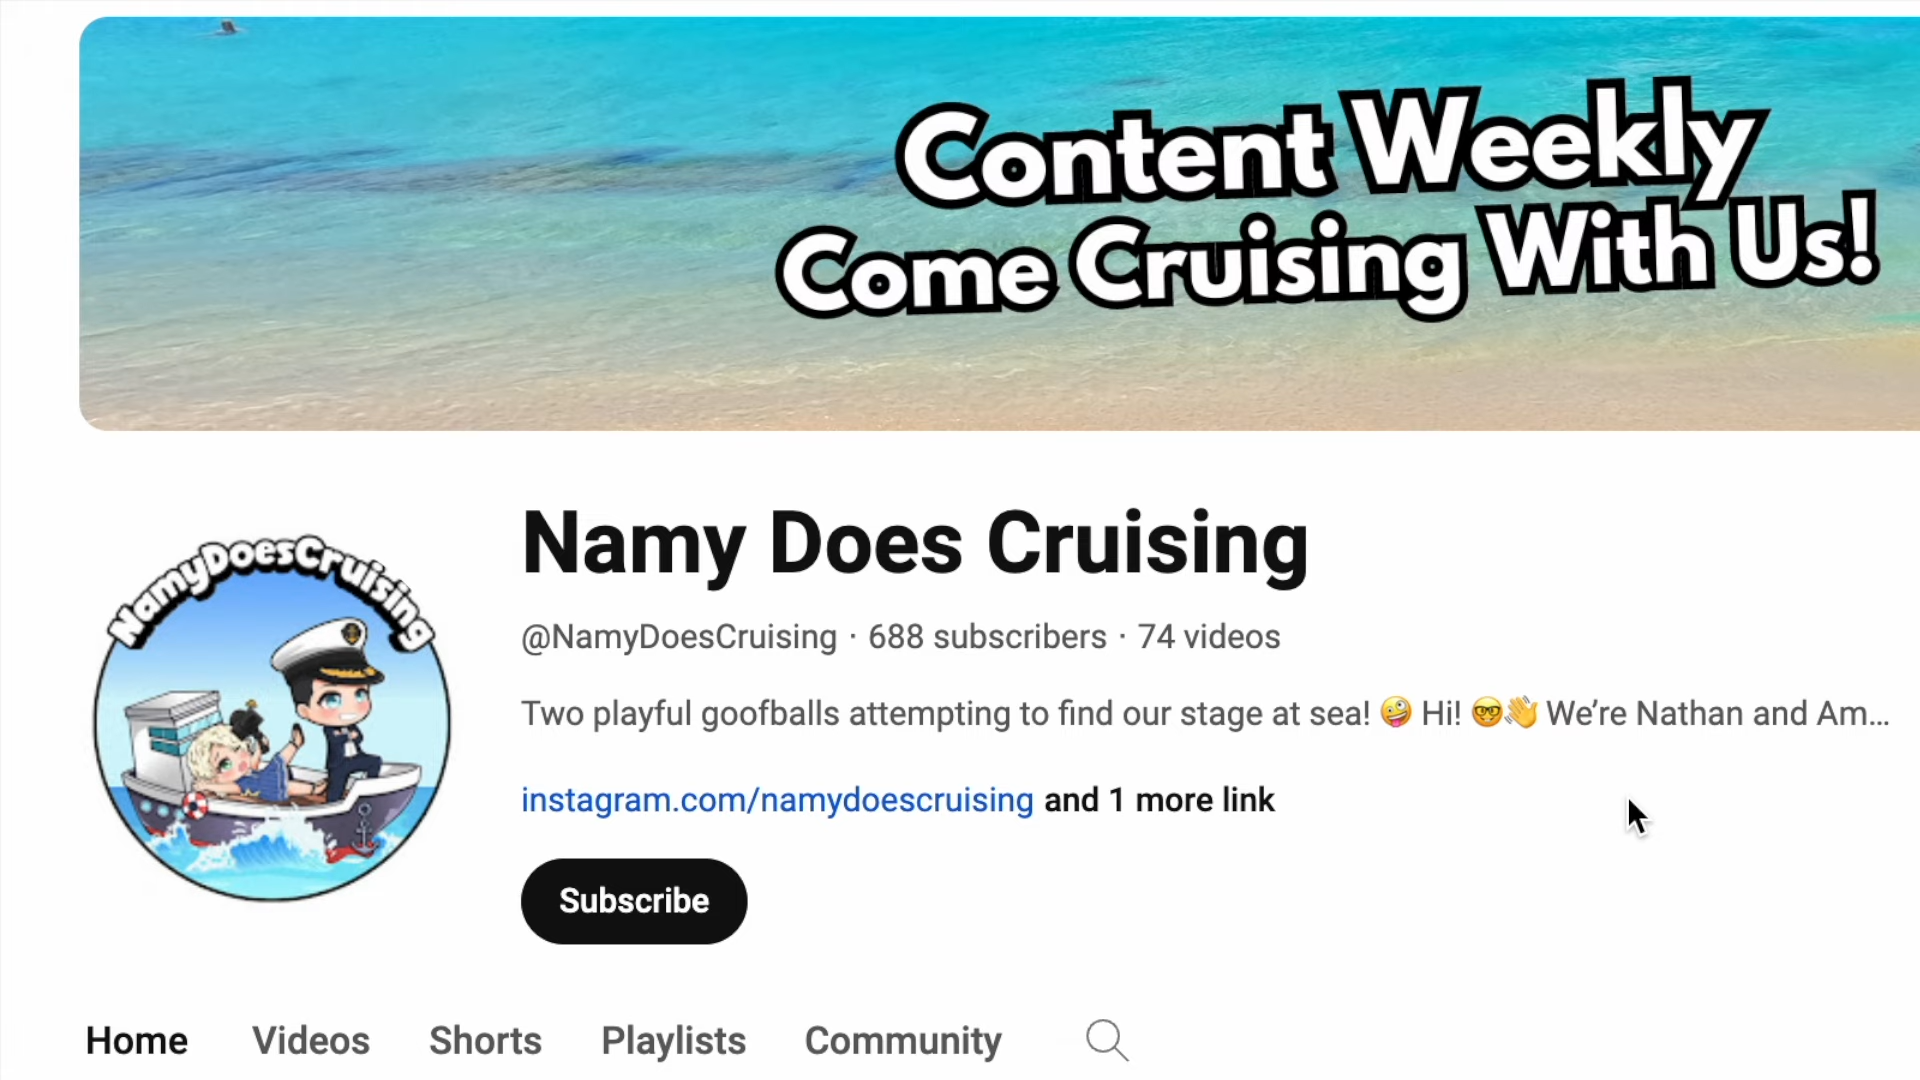 Content Weekly
Come Cruising With Us!
NamyDoesCruising
Namy Does Cruising
@NamyDoesCruising · 688 subscribers · 74 videos
Two playful goofballs attempting to find our stage at sea! 🤪 Hi! 🤓👋 We’re Nathan and Am...
instagram.com/namydoescruising and 1 more link
Subscribe
Home Videos Shorts Playlists Community